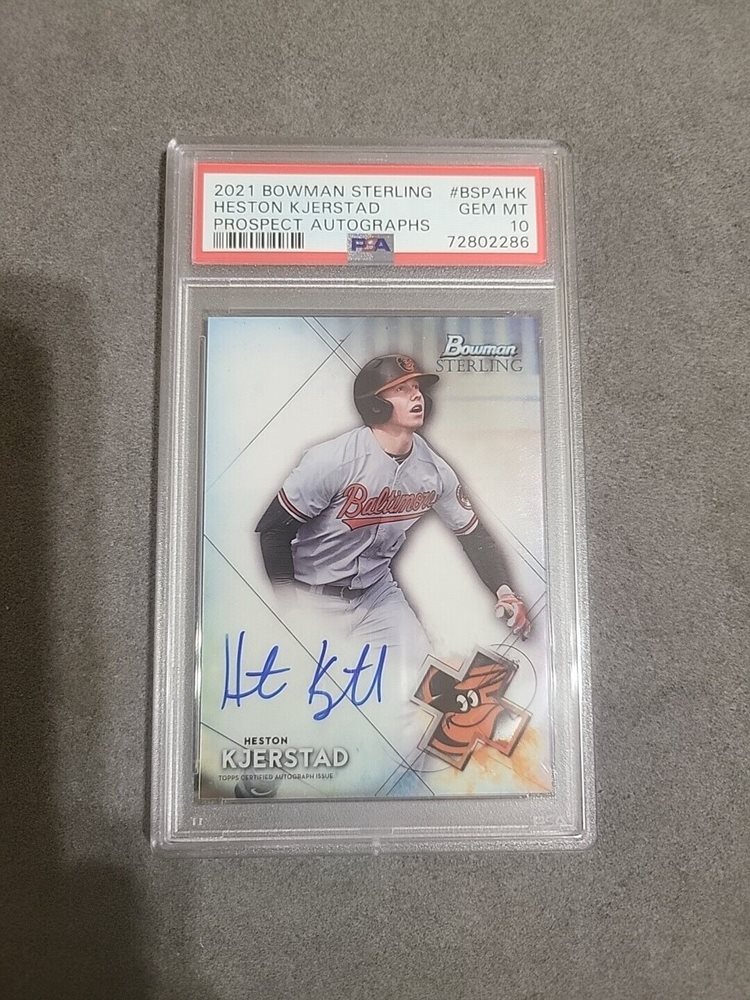 2021 BOWMAN STERLING #BSPAHK
HESTON KJERSTAD GEM MT
PROSPECT AUTOGRAPHS 10
PSA 72802286
Bowman
STERLING
Baltimore
HESTON
KJERSTAD
TOPPS CERTIFIED AUTOGRAPH ISSUE
PSA